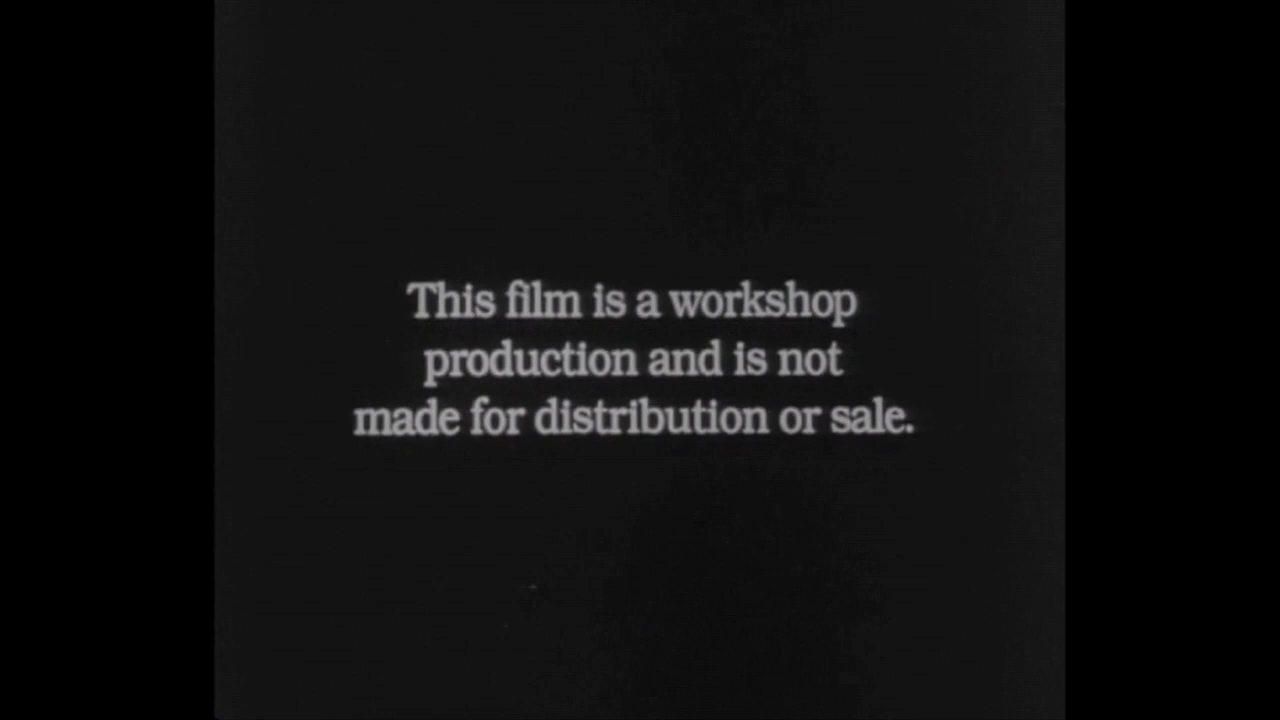 This film is a workshop
production and is not
made for distribution or sale.